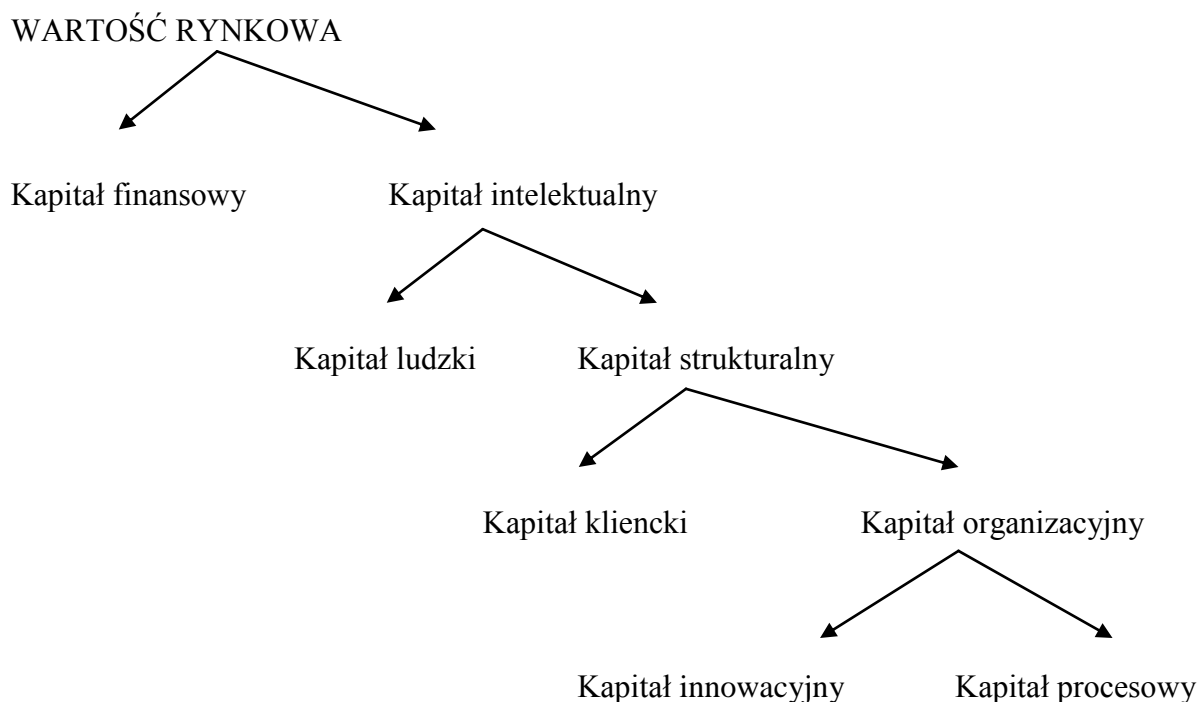 WARTOŚĆ RYNKOWA
Kapitał finansowy Kapitał intelektualny
Kapitał ludzki Kapitał strukturalny
Kapitał kliencki Kapitał organizacyjny
Kapitał innowacyjny Kapitał procesowy